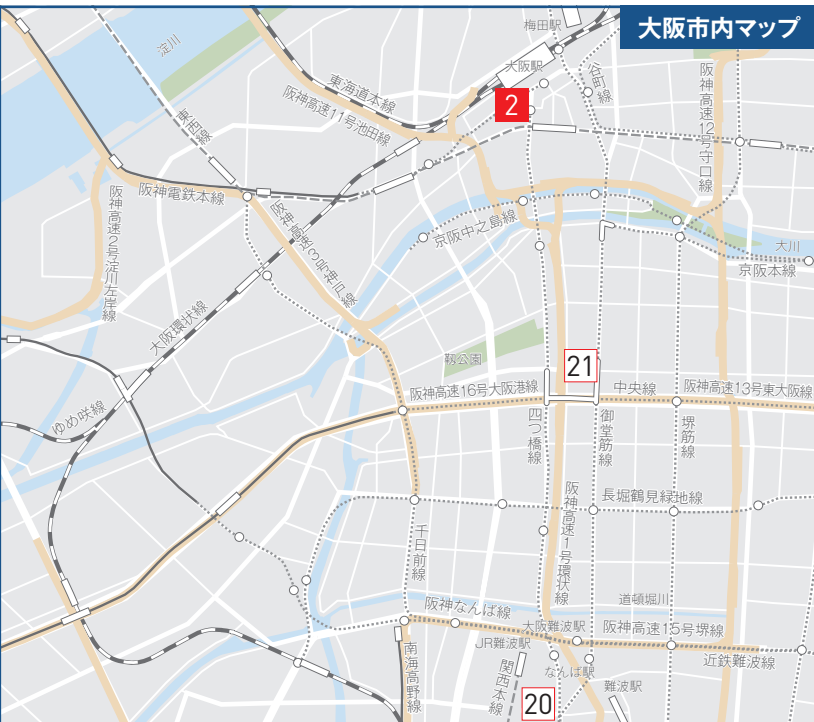 大阪市内マップ
梅田駅
淀川
大阪駅
谷町線
東海道本線
阪神高速11号池田線
2
阪神高速12号守口線
東西線
阪神電鉄本線
阪神高速2号淀川左岸線
阪神高速3号神戸線
京阪中之島線
大川
京阪本線
大阪環状線
靱公園
21
阪神高速16号大阪港線
中央線
阪神高速13号東大阪線
ゆめ咲線
四つ橋線
御堂筋線
堺筋線
阪神高速1号環状線
長堀鶴見緑地線
千日前線
道頓堀川
阪神なんば線
大阪難波駅
阪神高速15号堺線
JR難波駅
近鉄難波線
南海高野線
関西本線
なんば駅
難波駅
20